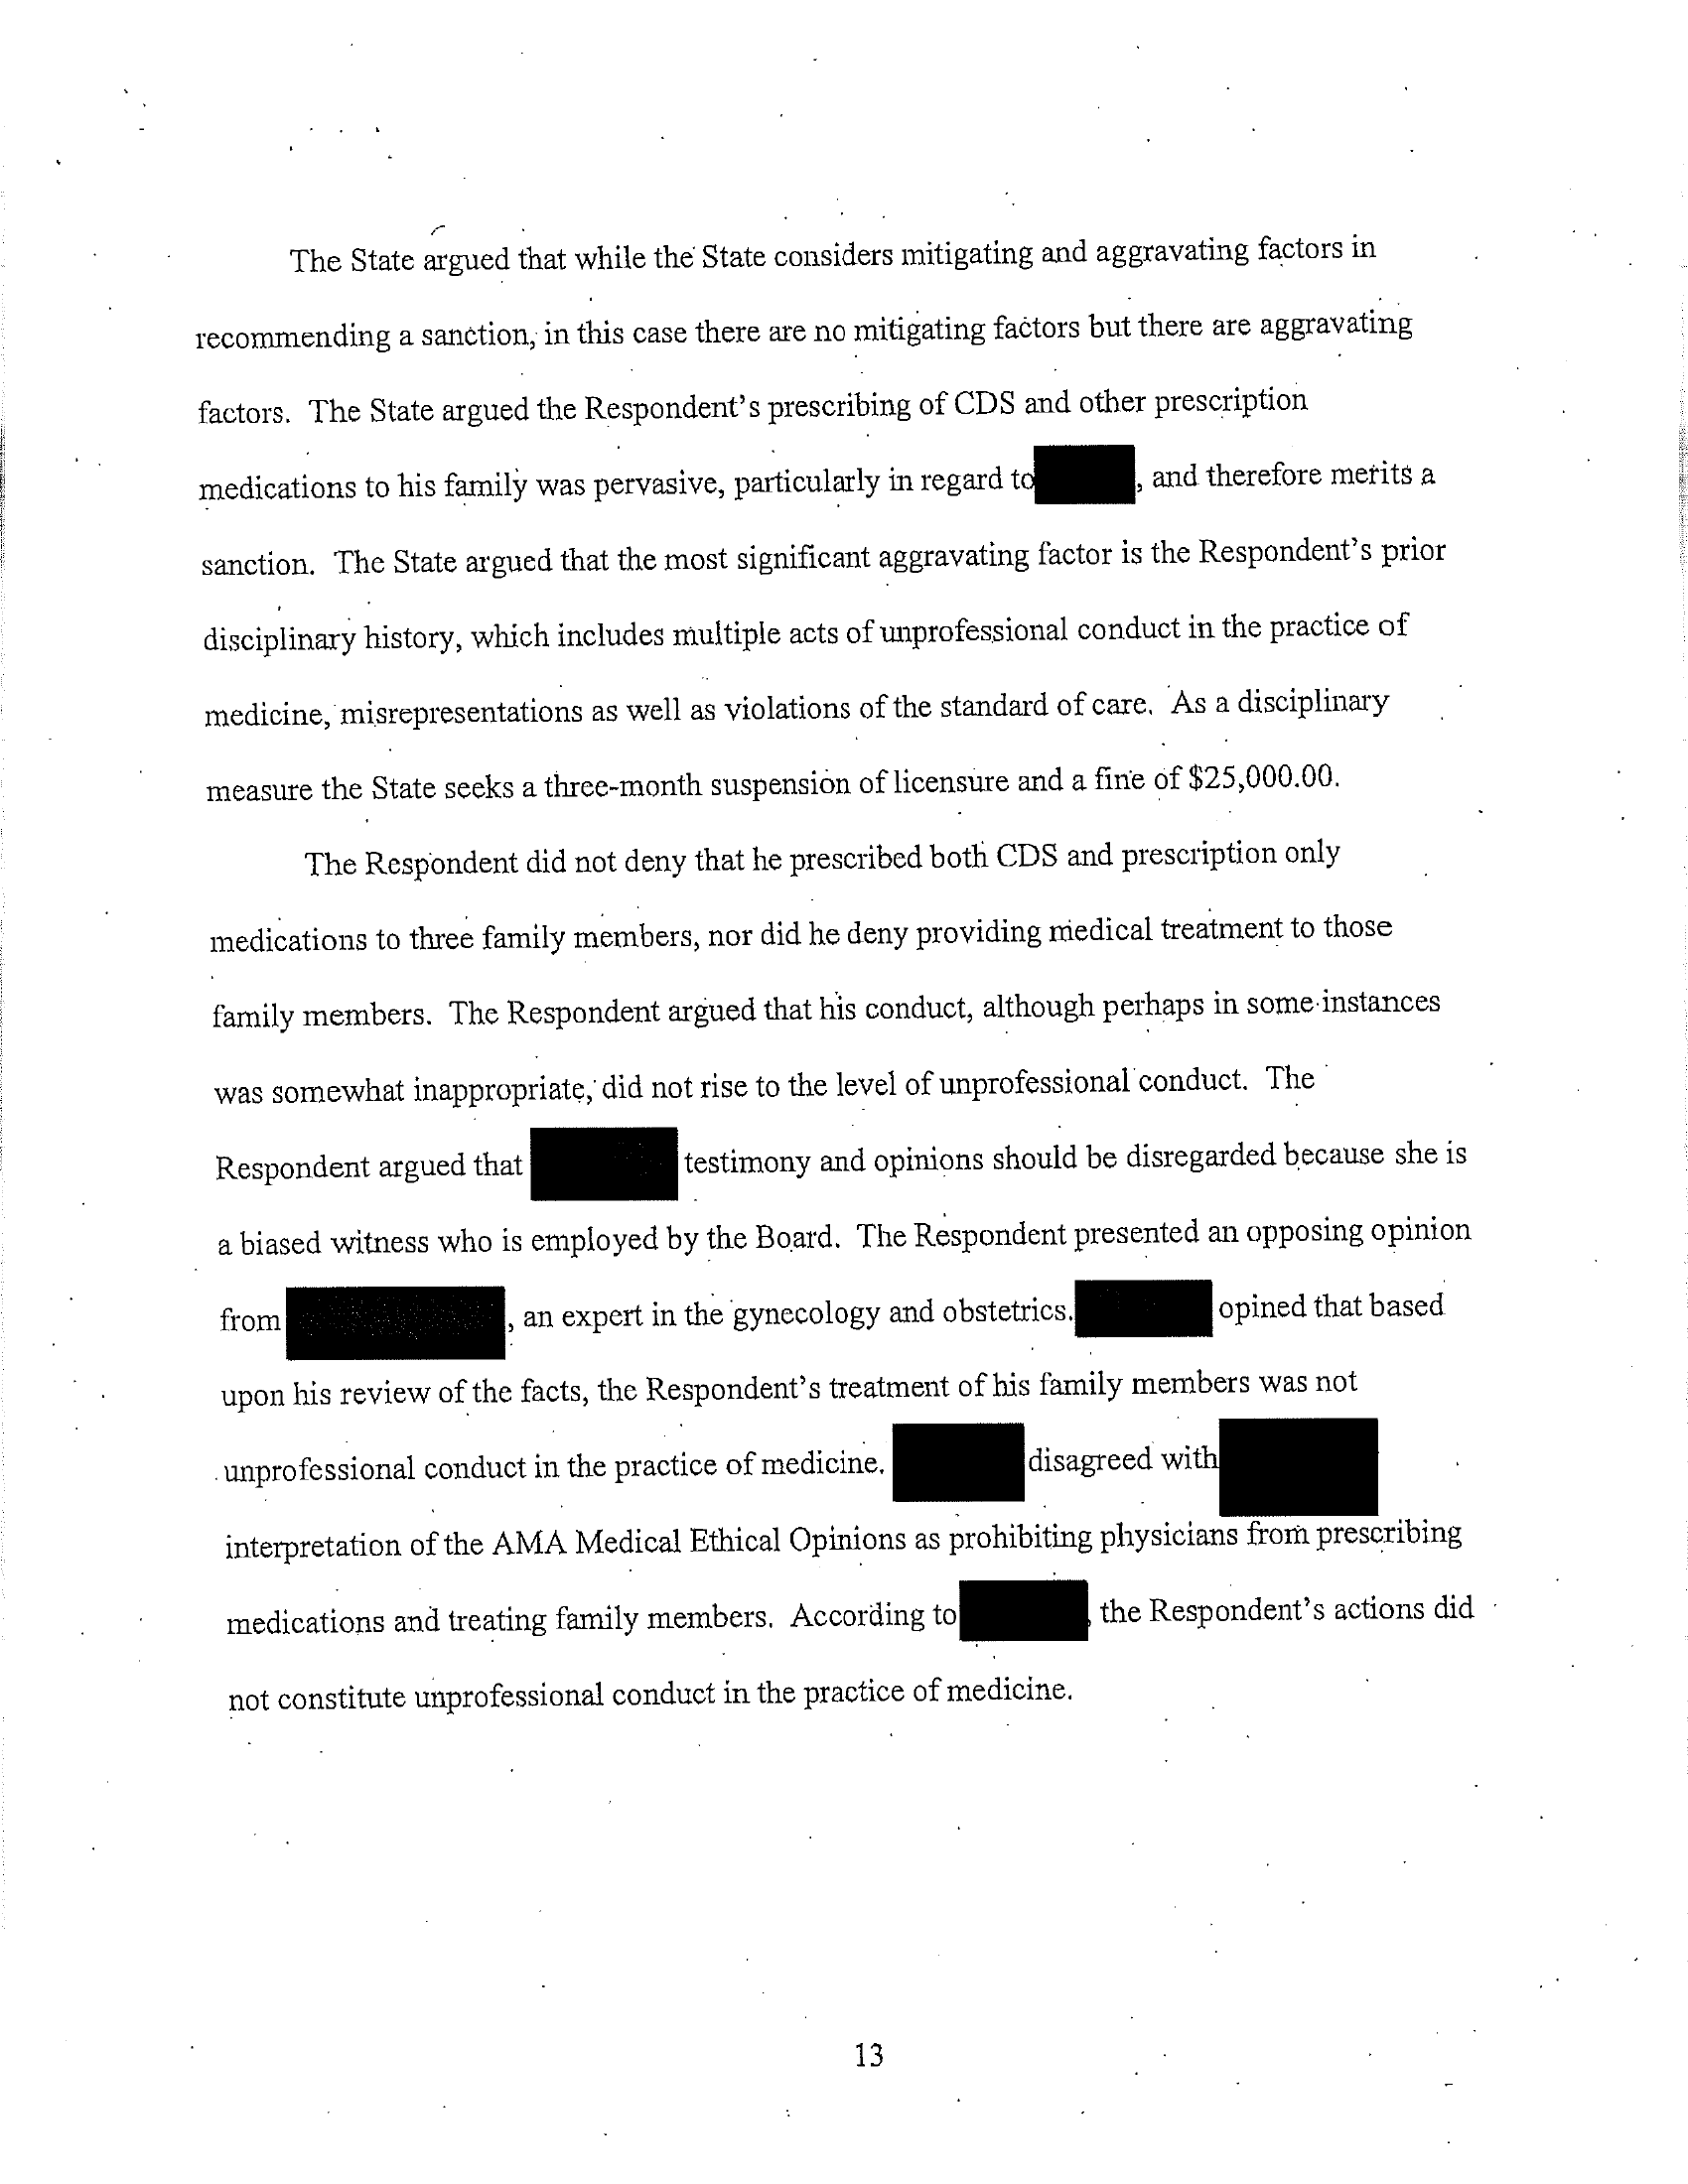 The State argued that while the State considers mitigating and aggravating factors in
recommending a sanction, in this case there are no mitigating factors but there are aggravating
factors. The State argued the Respondent's prescribing of CDS and other prescription
medications to his family was pervasive, particularly in regard to , and therefore merits a
sanction. The State argued that the most significant aggravating factor is the Respondent's prior
disciplinary history, which includes multiple acts of unprofessional conduct in the practice of
medicine, misrepresentations as well as violations of the standard of care. As a disciplinary
measure the State seeks a three-month suspension of licensure and a fine of $25,000.00.
The Respondent did not deny that he prescribed both CDS and prescription only
medications to three family members, nor did he deny providing medical treatment to those
family members. The Respondent argued that his conduct, although perhaps in some instances
was somewhat inappropriate, did not rise to the level of unprofessional conduct. The
Respondent argued that testimony and opinions should be disregarded because she is
a biased witness who is employed by the Board. The Respondent presented an opposing opinion
from , an expert in the gynecology and obstetrics. opined that based
upon his review of the facts, the Respondent's treatment of his family members was not
unprofessional conduct in the practice of medicine. disagreed with
interpretation of the AMA Medical Ethical Opinions as prohibiting physicians from prescribing
medications and treating family members. According to , the Respondent's actions did
not constitute unprofessional conduct in the practice of medicine.
13